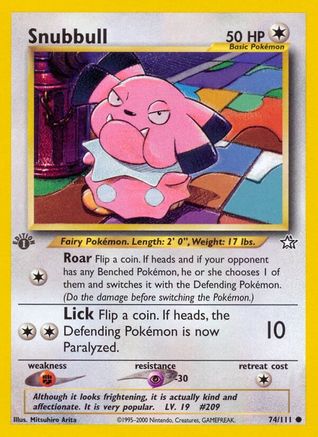 Snubbull
50 HP
Basic Pokémon
EDITION
1
Fairy Pokémon. Length: 2' 0", Weight: 17 lbs.
Roar Flip a coin. If heads and if your opponent
has any Benched Pokémon, he or she chooses 1 of
them and switches it with the Defending Pokémon.
(Do the damage before switching the Pokémon.)
Lick Flip a coin. If heads, the
Defending Pokémon is now
Paralyzed.
10
weakness
resistance
retreat cost
-30
Although it looks frightening, it is actually kind and
affectionate. It is very popular. LV. 19 #209
Illus. Mitsuhiro Arita
©1995-2000 Nintendo, Creatures, GAMEFREAK.
74/111